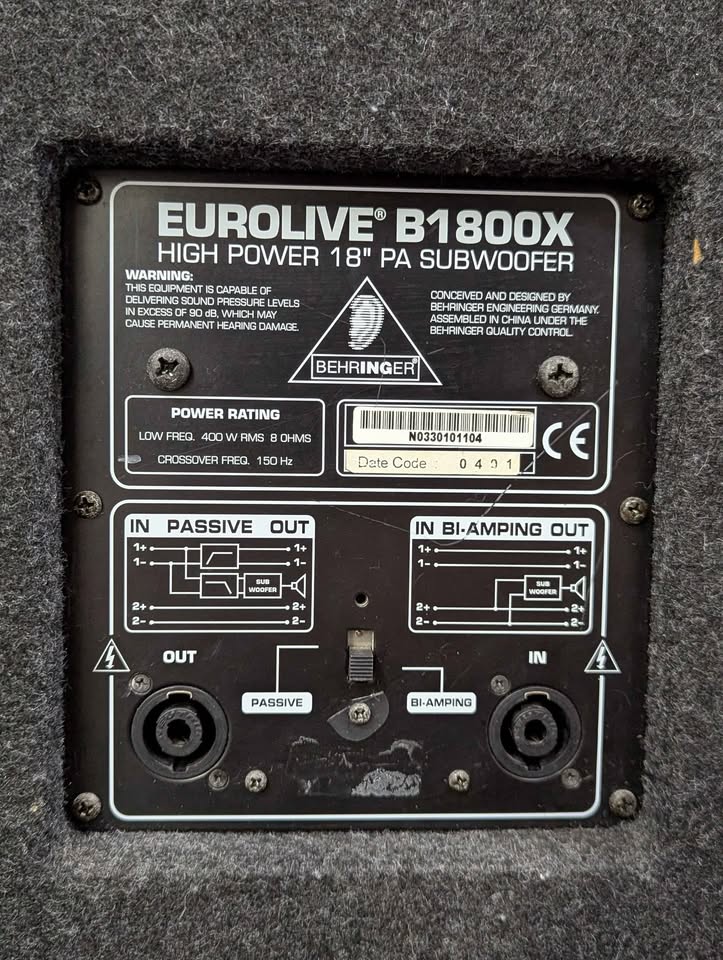 EUROLIVE® B1800X
HIGH POWER 18" PA SUBWOOFER
WARNING:
THIS EQUIPMENT IS CAPABLE OF
DELIVERING SOUND PRESSURE LEVELS
IN EXCESS OF 90 dB, WHICH MAY
CAUSE PERMANENT HEARING DAMAGE.
CONCEIVED AND DESIGNED BY
BEHRINGER ENGINEERING GERMANY.
ASSEMBLED IN CHINA UNDER THE
BEHRINGER QUALITY CONTROL.
BEHRINGER®
POWER RATING
LOW FREQ. 400 W RMS 8 OHMS
CROSSOVER FREQ. 150 Hz
N0330101104
Date Code : 0401
CE
IN PASSIVE OUT
1+ 1+
1- 1-
SUB
WOOFER
2+ 2+
2- 2-
IN BI-AMPING OUT
1+ 1+
1- 1-
SUB
WOOFER
2+ 2+
2- 2-
OUT
IN
PASSIVE
BI-AMPING